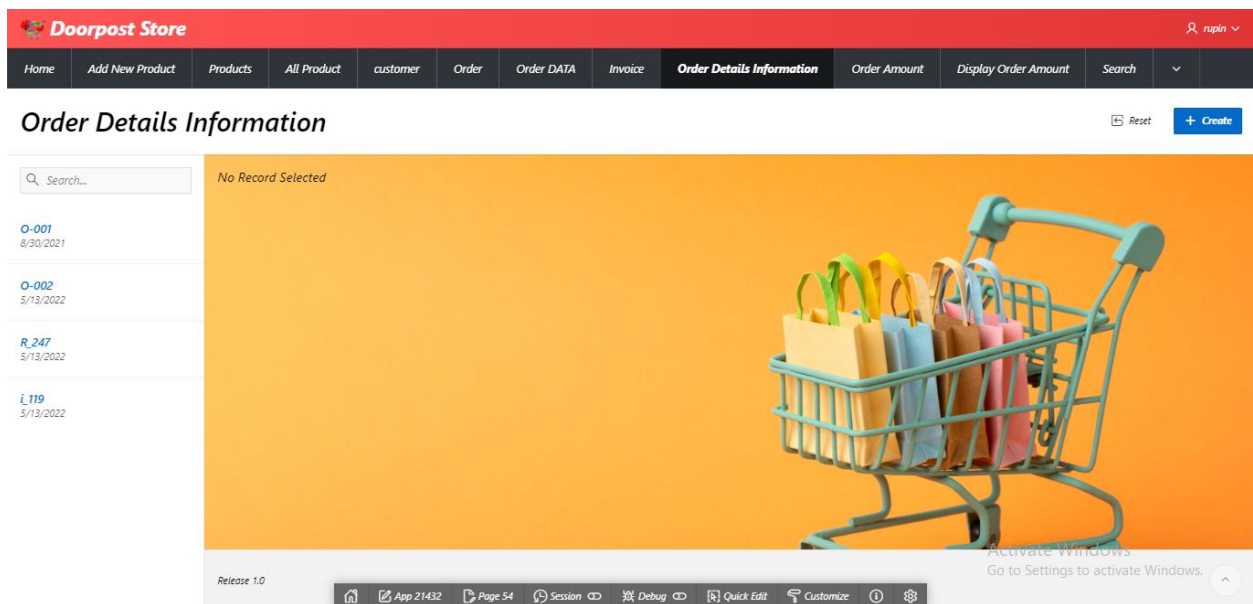 Doorpost Store
rupin
Home Add New Product Products All Product customer Order Order DATA Invoice Order Details Information Order Amount Display Order Amount Search
Order Details Information
Reset
+ Create
Search...
No Record Selected
O-001
8/30/2021
O-002
5/13/2022
R_247
5/13/2022
i_119
5/13/2022
Activate Windows
Go to Settings to activate Windows.
Release 1.0
App 21432 Page 54 Session Debug Quick Edit Customize